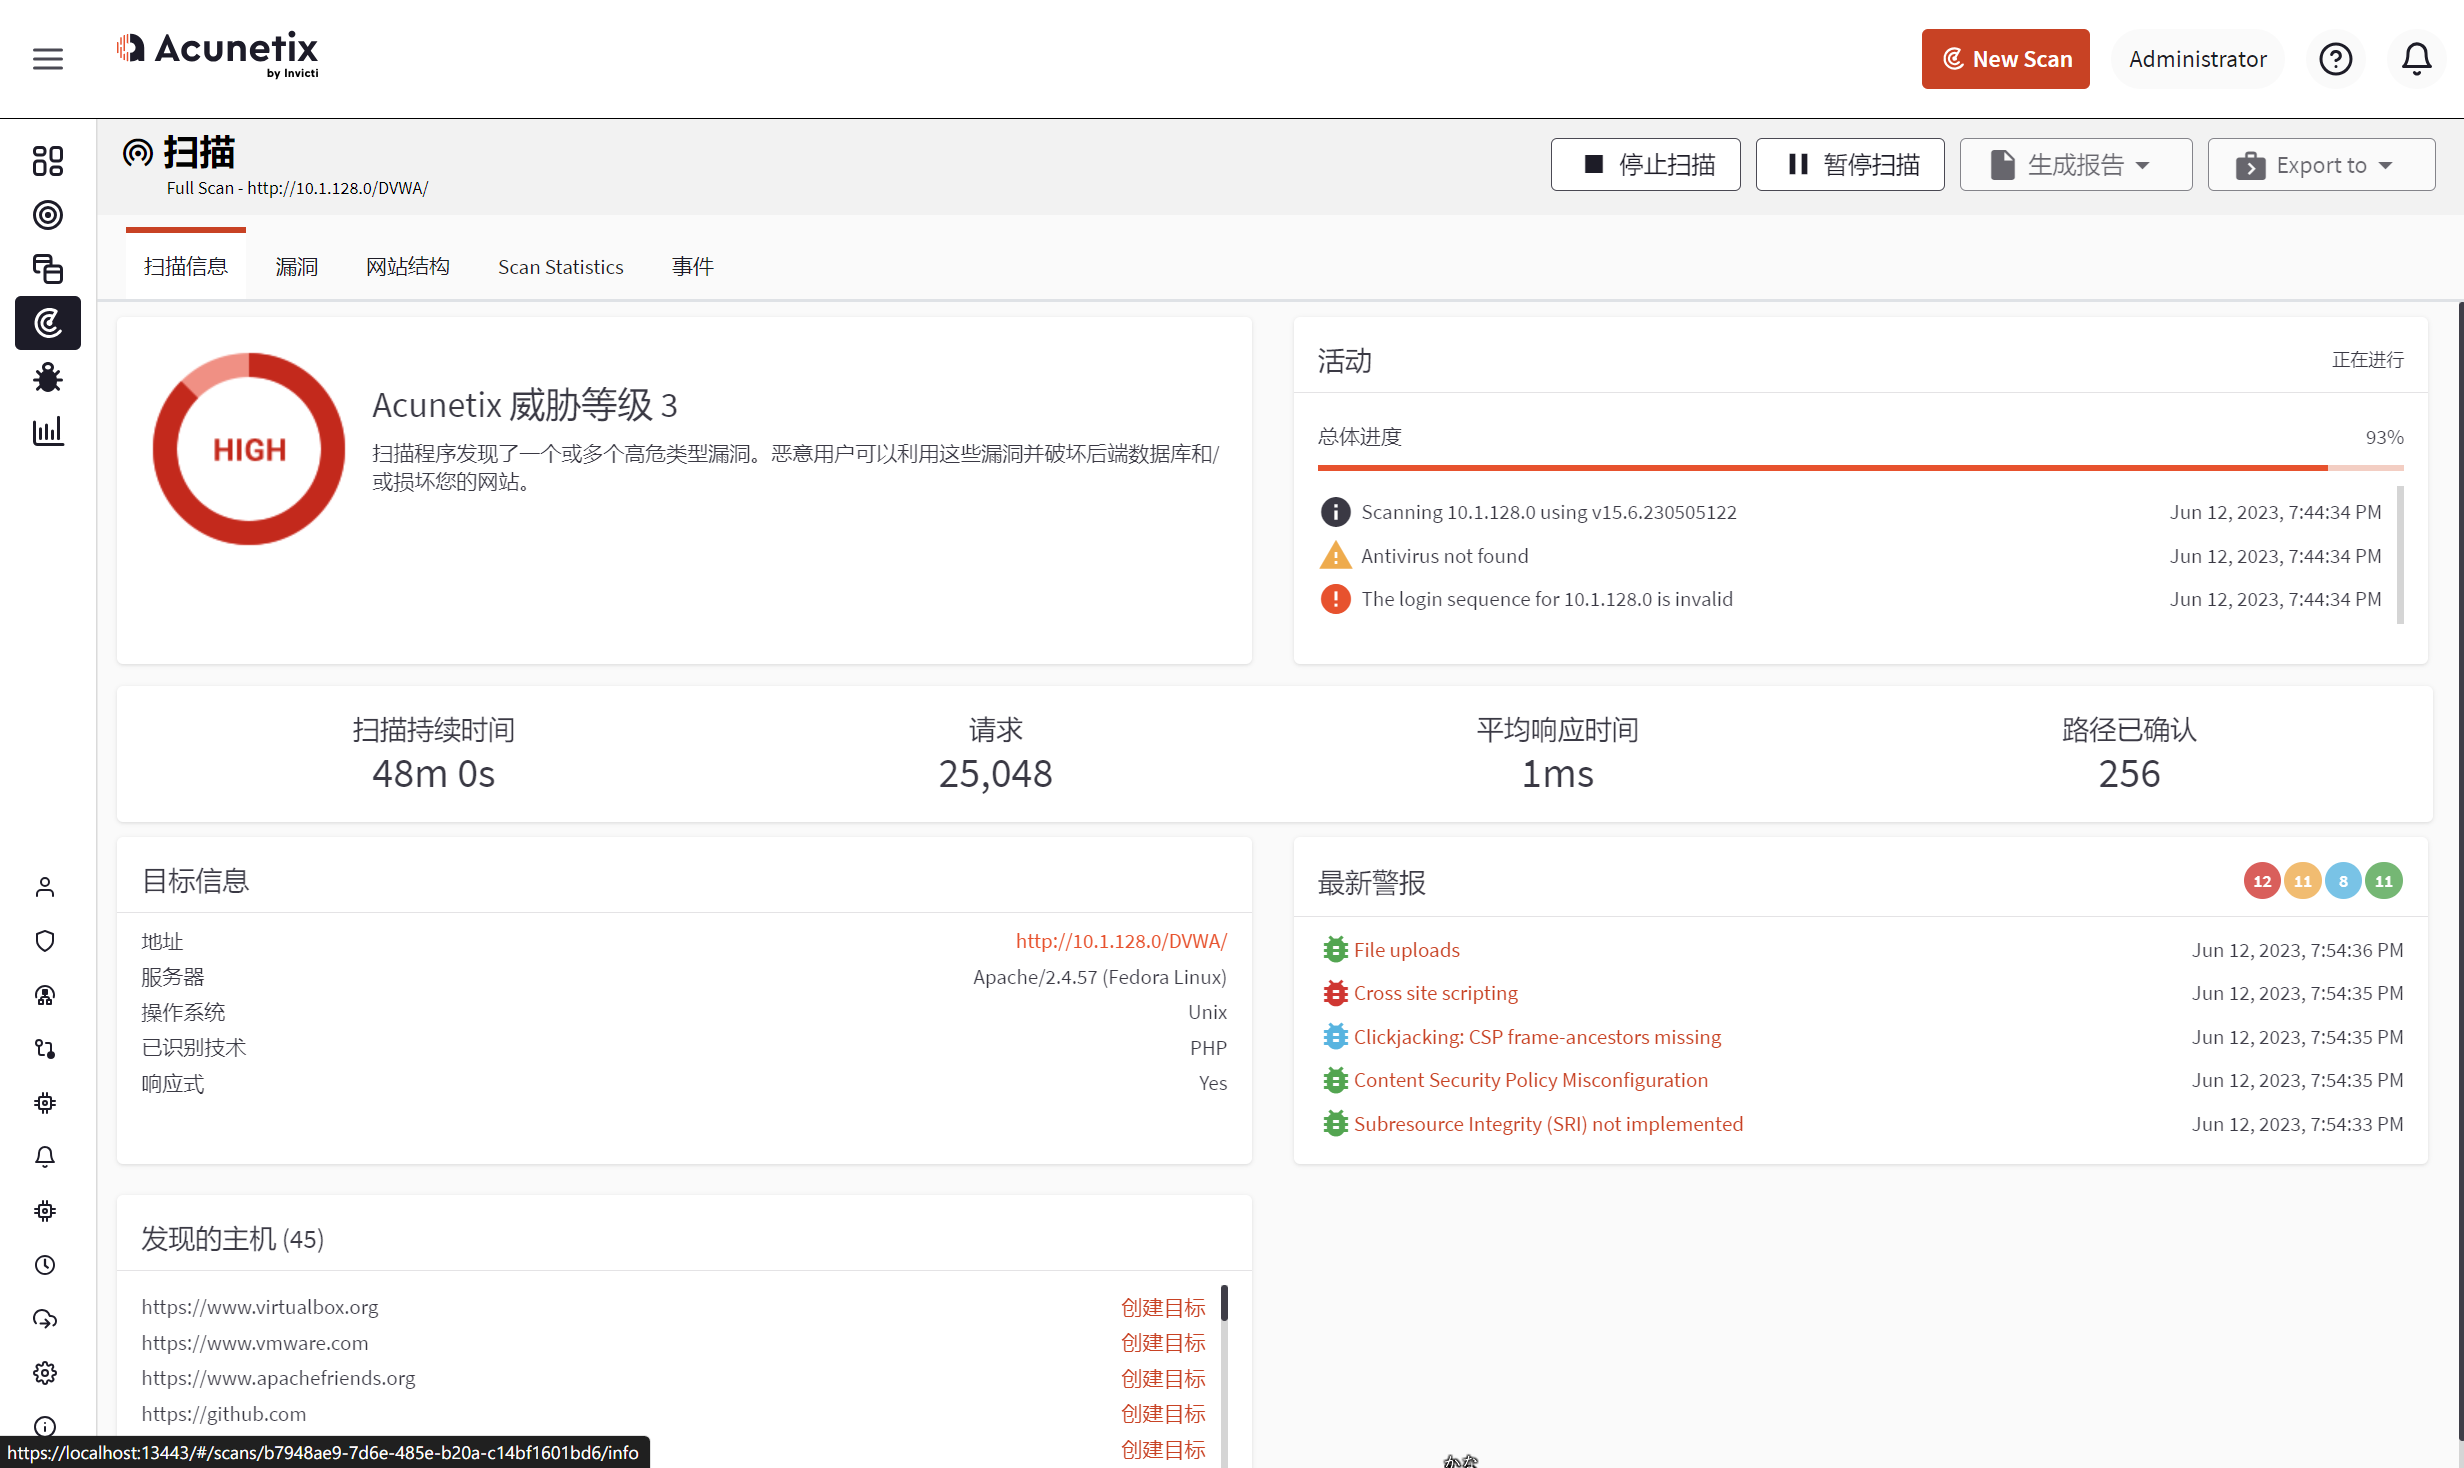 Acunetix
by Invicti
New Scan
Administrator
扫描
Full Scan - http://10.1.128.0/DVWA/
停止扫描
暂停扫描
生成报告
Export to
扫描信息
漏洞
网站结构
Scan Statistics
事件
HIGH
Acunetix 威胁等级 3
扫描程序发现了一个或多个高危类型漏洞。恶意用户可以利用这些漏洞并破坏后端数据库和/
或损坏您的网站。
活动
正在进行
总体进度
93%
Scanning 10.1.128.0 using v15.6.230505122
Jun 12, 2023, 7:44:34 PM
Antivirus not found
Jun 12, 2023, 7:44:34 PM
The login sequence for 10.1.128.0 is invalid
Jun 12, 2023, 7:44:34 PM
扫描持续时间
48m 0s
请求
25,048
平均响应时间
1ms
路径已确认
256
目标信息
地址
http://10.1.128.0/DVWA/
服务器
Apache/2.4.57 (Fedora Linux)
操作系统
Unix
已识别技术
PHP
响应式
Yes
最新警报
12
11
8
11
File uploads
Jun 12, 2023, 7:54:36 PM
Cross site scripting
Jun 12, 2023, 7:54:35 PM
Clickjacking: CSP frame-ancestors missing
Jun 12, 2023, 7:54:35 PM
Content Security Policy Misconfiguration
Jun 12, 2023, 7:54:35 PM
Subresource Integrity (SRI) not implemented
Jun 12, 2023, 7:54:33 PM
发现的主机 (45)
https://www.virtualbox.org
创建目标
https://www.vmware.com
创建目标
https://www.apachefriends.org
创建目标
https://github.com
创建目标
创建目标
https://localhost:13443/#/scans/b7948ae9-7d6e-485e-b20a-c14bf1601bd6/info